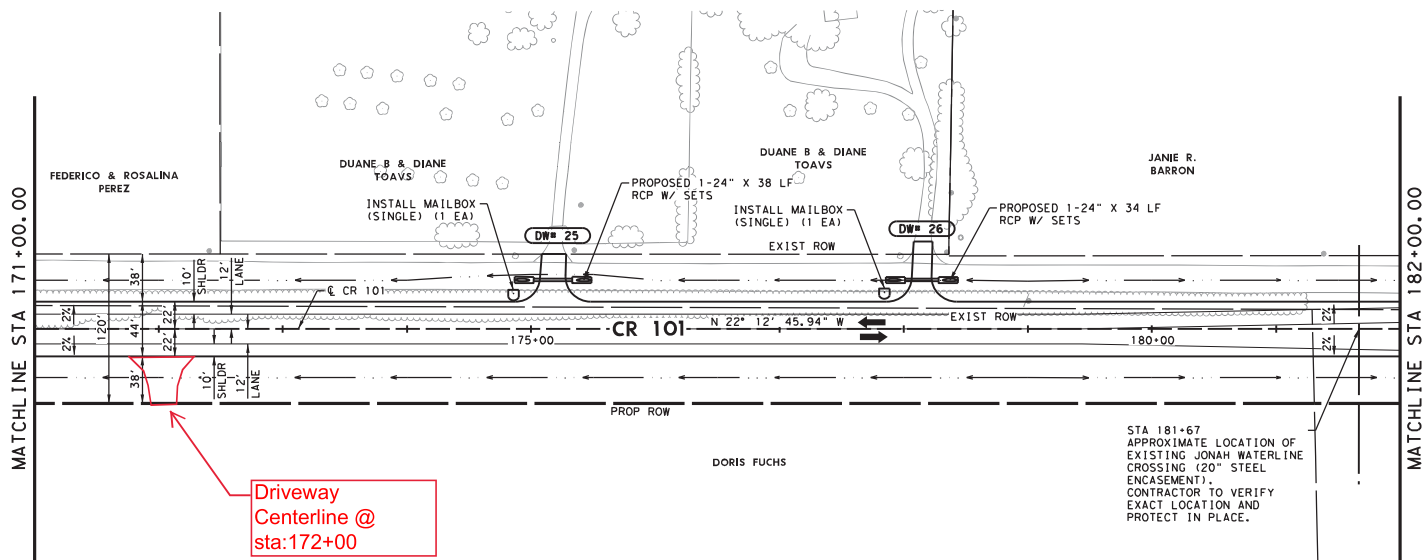 MATCHLINE STA 171+00.00
FEDERICO & ROSALINA
PEREZ
DUANE B & DIANE
TOAVS
INSTALL MAILBOX
(SINGLE) (1 EA)
PROPOSED 1-24" X 38 LF
RCP W/ SETS
DW# 25
DUANE B & DIANE
TOAVS
INSTALL MAILBOX
(SINGLE) (1 EA)
EXIST ROW
DW# 26
PROPOSED 1-24" X 34 LF
RCP W/ SETS
JANIE R.
BARRON
MATCHLINE STA 182+00.00
38'
10'
SHLDR
12'
LANE
℄ CR 101
2%
2%
120'
44'
22'
22'
CR 101
N 22° 12' 45.94" W
EXIST ROW
175+00
180+00
2%
2%
38'
10'
SHLDR
12'
LANE
PROP ROW
DORIS FUCHS
STA 181+67
APPROXIMATE LOCATION OF
EXISTING JONAH WATERLINE
CROSSING (20" STEEL
ENCASEMENT).
CONTRACTOR TO VERIFY
EXACT LOCATION AND
PROTECT IN PLACE.
Driveway
Centerline @
sta:172+00